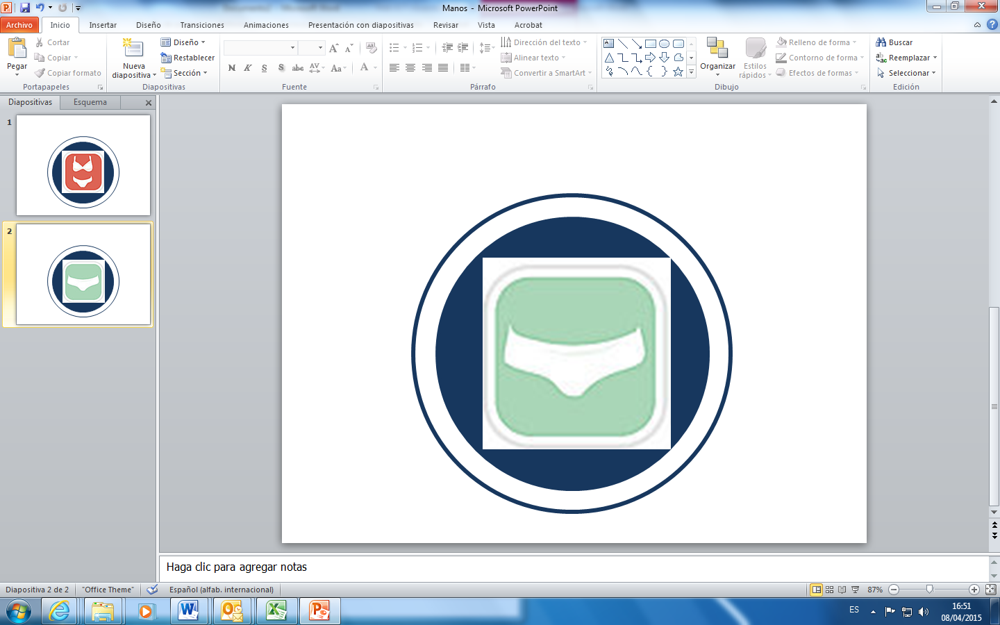 Manos - Microsoft PowerPoint
Archivo Inicio Insertar Diseño Transiciones Animaciones Presentación con diapositivas Revisar Vista Acrobat
Pegar
Cortar
Copiar
Copiar formato
Portapapeles
Nueva diapositiva
Diseño
Restablecer
Sección
Diapositivas
N K S S abc AV Aa A
Fuente
Dirección del texto
Alinear texto
Convertir a SmartArt
Párrafo
Organizar
Estilos rápidos
Relleno de forma
Contorno de forma
Efectos de formas
Dibujo
Buscar
Reemplazar
Seleccionar
Edición
Diapositivas Esquema
1
2
Haga clic para agregar notas
Diapositiva 2 de 2 "Office Theme" Español (alfab. internacional) 87%
ES 16:51
08/04/2015